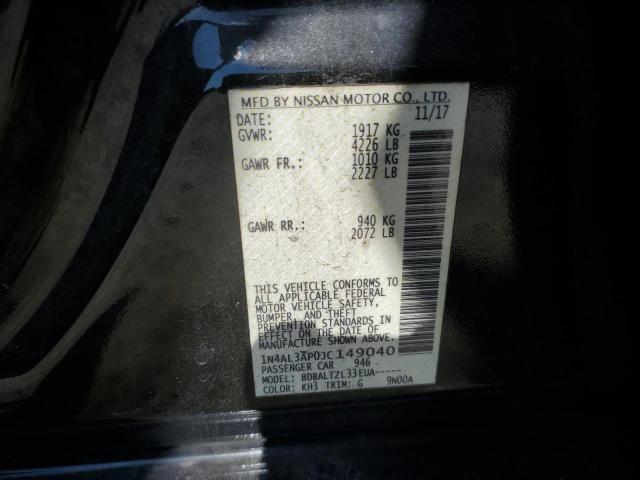 MFD BY NISSAN MOTOR CO., LTD.
DATE: 11/17
GVWR: 1917 KG
4226 LB
GAWR FR.: 1010 KG
2227 LB
GAWR RR.: 940 KG
2072 LB
THIS VEHICLE CONFORMS TO
ALL APPLICABLE FEDERAL
MOTOR VEHICLE SAFETY,
BUMPER, AND THEFT
PREVENTION STANDARDS IN
EFFECT ON THE DATE OF
MANUFACTURE SHOWN ABOVE.
1N4AL3AP0JC149040
PASSENGER CAR 946
MODEL: BDBALTZL33EUA-----
COLOR: KH3 TRIM: G 9N00A